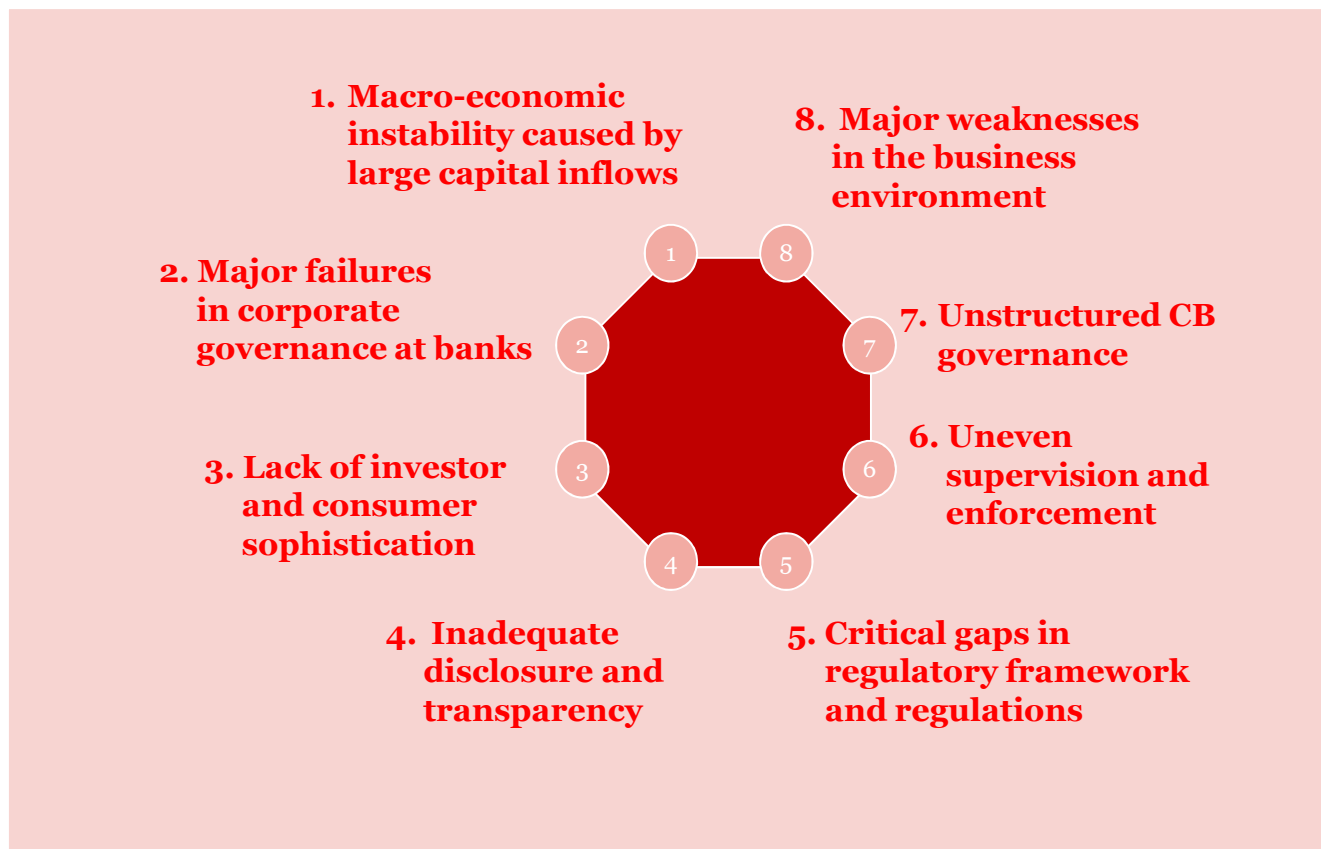 1. Macro-economic
instability caused by
large capital inflows
2. Major failures
in corporate
governance at banks
3. Lack of investor
and consumer
sophistication
4. Inadequate
disclosure and
transparency
5. Critical gaps in
regulatory framework
and regulations
6. Uneven
supervision and
enforcement
7. Unstructured CB
governance
8. Major weaknesses
in the business
environment
1
2
3
4
5
6
7
8